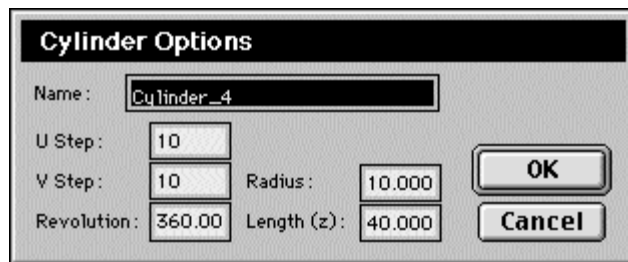 Cylinder Options
Name: Cylinder_4
U Step: 10
V Step: 10 Radius: 10.000 OK
Revolution: 360.00 Length (z): 40.000 Cancel